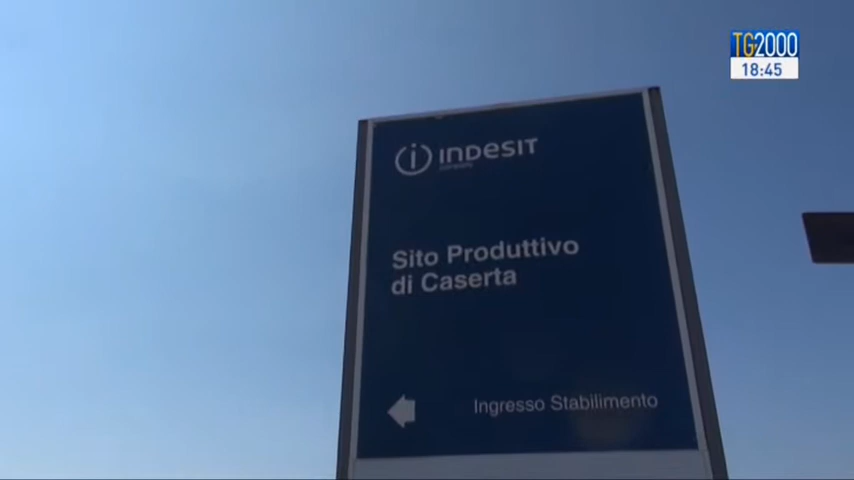 TG2000
18:45
INDESIT
Sito Produttivo
di Caserta
Ingresso Stabilimento